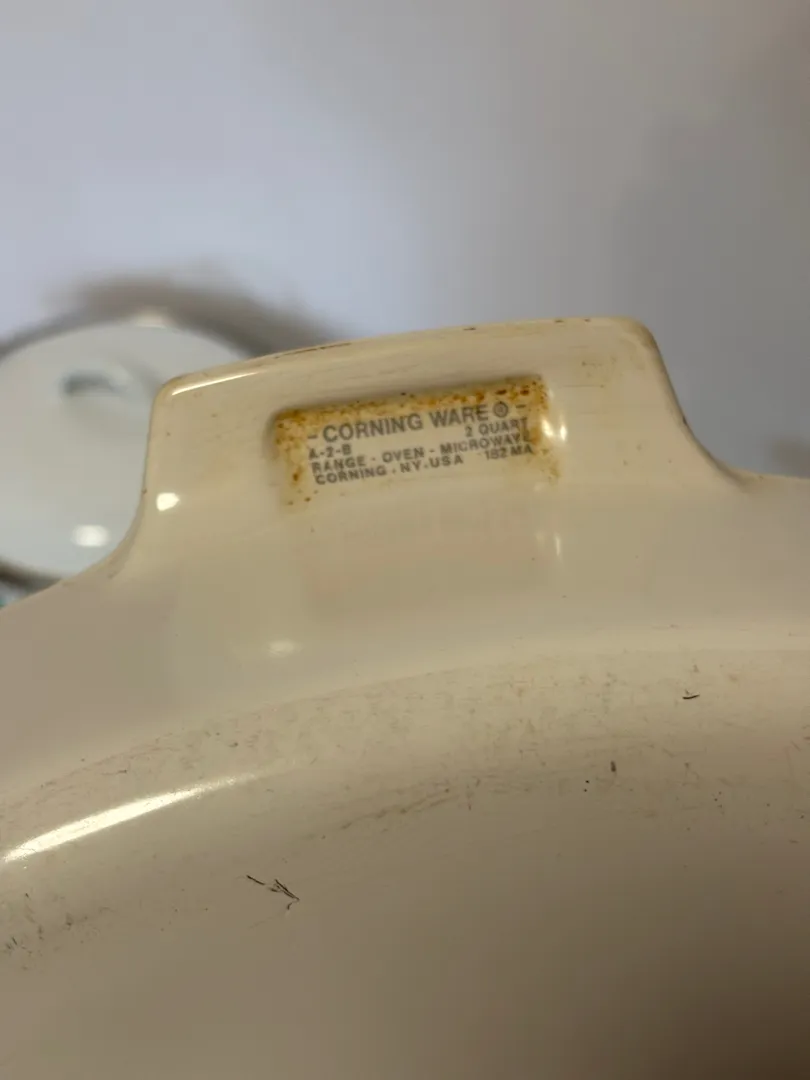 - CORNING WARE ® -
A-2-B 2 QUART
RANGE - OVEN - MICROWAVE
CORNING . NY. USA 182 MA